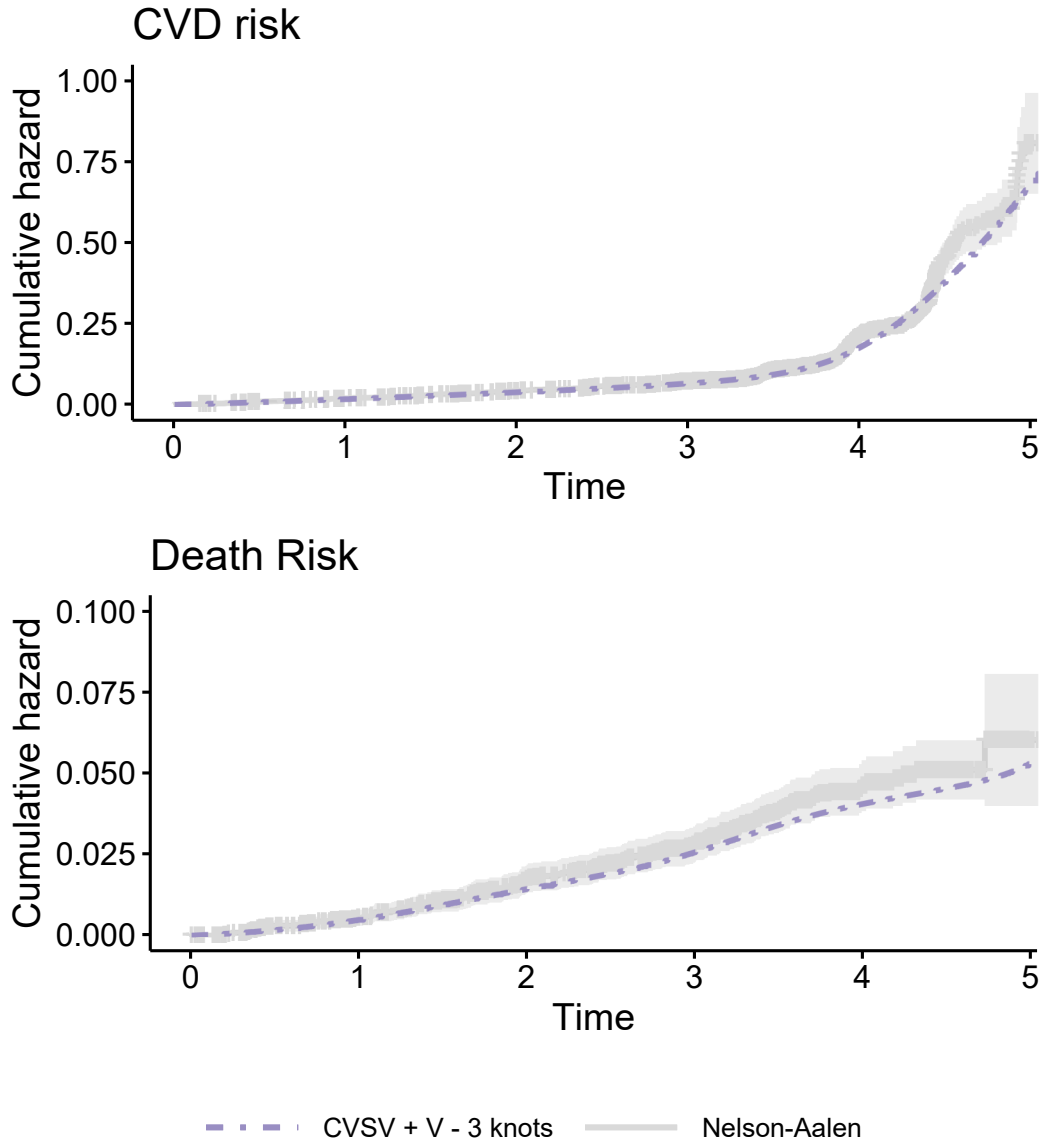 CVD risk
1.00
0.75
0.50
0.25
0.00
Cumulative hazard
0 1 2 3 4 5
Time
Death Risk
0.100
0.075
0.050
0.025
0.000
Cumulative hazard
0 1 2 3 4 5
Time
CVSV + V - 3 knots Nelson-Aalen